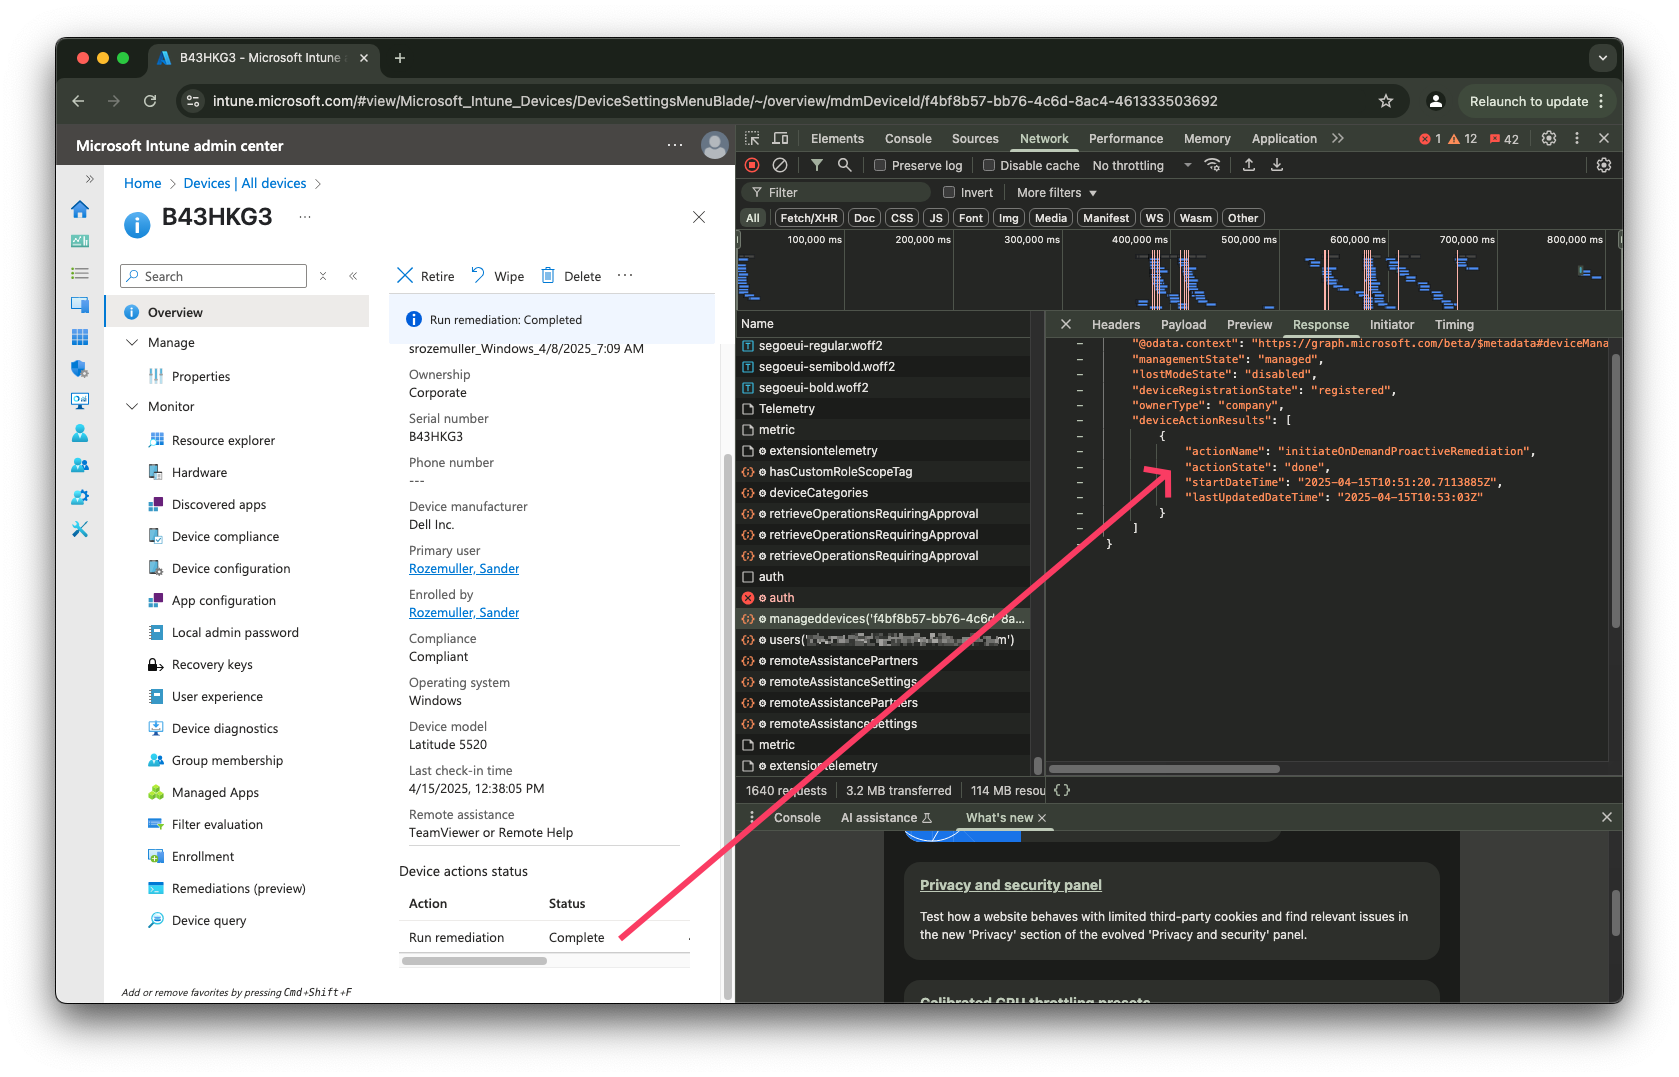 B43HKG3 - Microsoft Intune
intune.microsoft.com/#view/Microsoft_Intune_Devices/DeviceSettingsMenuBlade/~/overview/mdmDeviceId/f4bf8b57-bb76-4c6d-8ac4-461333503692
Relaunch to update
Microsoft Intune admin center
Home > Devices | All devices >
B43HKG3
Search
Overview
Manage
Properties
Monitor
Resource explorer
Hardware
Discovered apps
Device compliance
Device configuration
App configuration
Local admin password
Recovery keys
User experience
Device diagnostics
Group membership
Managed Apps
Filter evaluation
Enrollment
Remediations (preview)
Device query
Add or remove favorites by pressing Cmd+Shift+F
Retire Wipe Delete ...
Run remediation: Completed
srozemuller_Windows_4/8/2025_7:09 AM
Ownership
Corporate
Serial number
B43HKG3
Phone number
---
Device manufacturer
Dell Inc.
Primary user
Rozemuller, Sander
Enrolled by
Rozemuller, Sander
Compliance
Compliant
Operating system
Windows
Device model
Latitude 5520
Last check-in time
4/15/2025, 12:38:05 PM
Remote assistance
TeamViewer or Remote Help
Device actions status
Action Status
Run remediation Complete
Elements Console Sources Network Performance Memory Application >> 1 12 42
Preserve log Disable cache No throttling
Filter Invert More filters
All Fetch/XHR Doc CSS JS Font Img Media Manifest WS Wasm Other
100,000 ms 200,000 ms 300,000 ms 400,000 ms 500,000 ms 600,000 ms 700,000 ms 800,000 ms
Name
segoeui-regular.woff2
segoeui-semibold.woff2
segoeui-bold.woff2
Telemetry
metric
extensiontelemetry
hasCustomRoleScopeTag
deviceCategories
retrieveOperationsRequiringApproval
retrieveOperationsRequiringApproval
retrieveOperationsRequiringApproval
auth
auth
manageddevices('f4bf8b57-bb76-4c6d-8a...
users(' m')
remoteAssistancePartners
remoteAssistanceSettings
remoteAssistancePartners
remoteAssistanceSettings
metric
extensiontelemetry
1640 requests 3.2 MB transferred 114 MB resou
Headers Payload Preview Response Initiator Timing
"@odata.context": "https://graph.microsoft.com/beta/$metadata#deviceMana
"managementState": "managed",
"lostModeState": "disabled",
"deviceRegistrationState": "registered",
"ownerType": "company",
"deviceActionResults": [
{
"actionName": "initiateOnDemandProactiveRemediation",
"actionState": "done",
"startDateTime": "2025-04-15T10:51:20.7113885Z",
"lastUpdatedDateTime": "2025-04-15T10:53:03Z"
}
]
}
{}
Console AI assistance What's new
Privacy and security panel
Test how a website behaves with limited third-party cookies and find relevant issues in
the new 'Privacy' section of the evolved 'Privacy and security' panel.
Calibrated CPU throttling presets